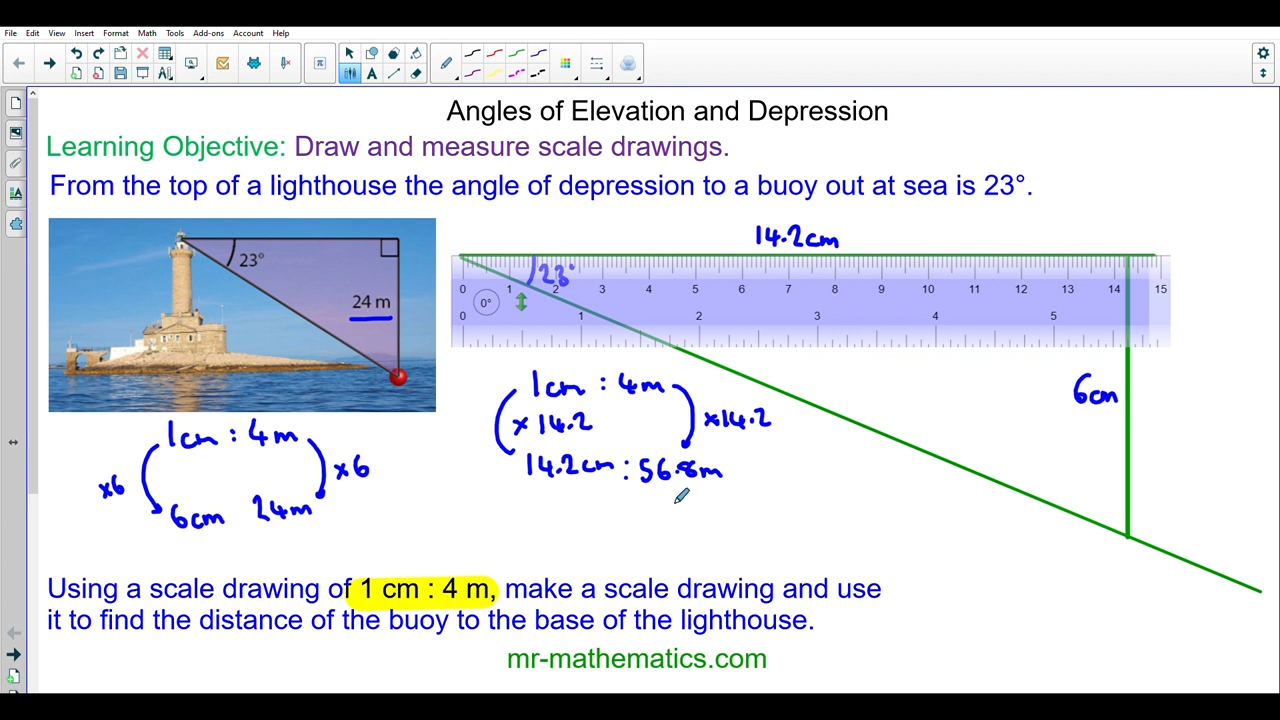 File Edit View Insert Format Math Tools Add-ons Account Help
Angles of Elevation and Depression
Learning Objective: Draw and measure scale drawings.
From the top of a lighthouse the angle of depression to a buoy out at sea is 23°.
14.2cm
23°
24 m
23°
0 1 2 3 4 5 6 7 8 9 10 11 12 13 14 15
0°
0 1 2 3 4 5
6cm
1cm : 4m
×14.2 ×14.2
14.2cm : 56.8m
1cm : 4m
×6 ×6
6cm 24m
Using a scale drawing of 1 cm : 4 m, make a scale drawing and use
it to find the distance of the buoy to the base of the lighthouse.
mr-mathematics.com